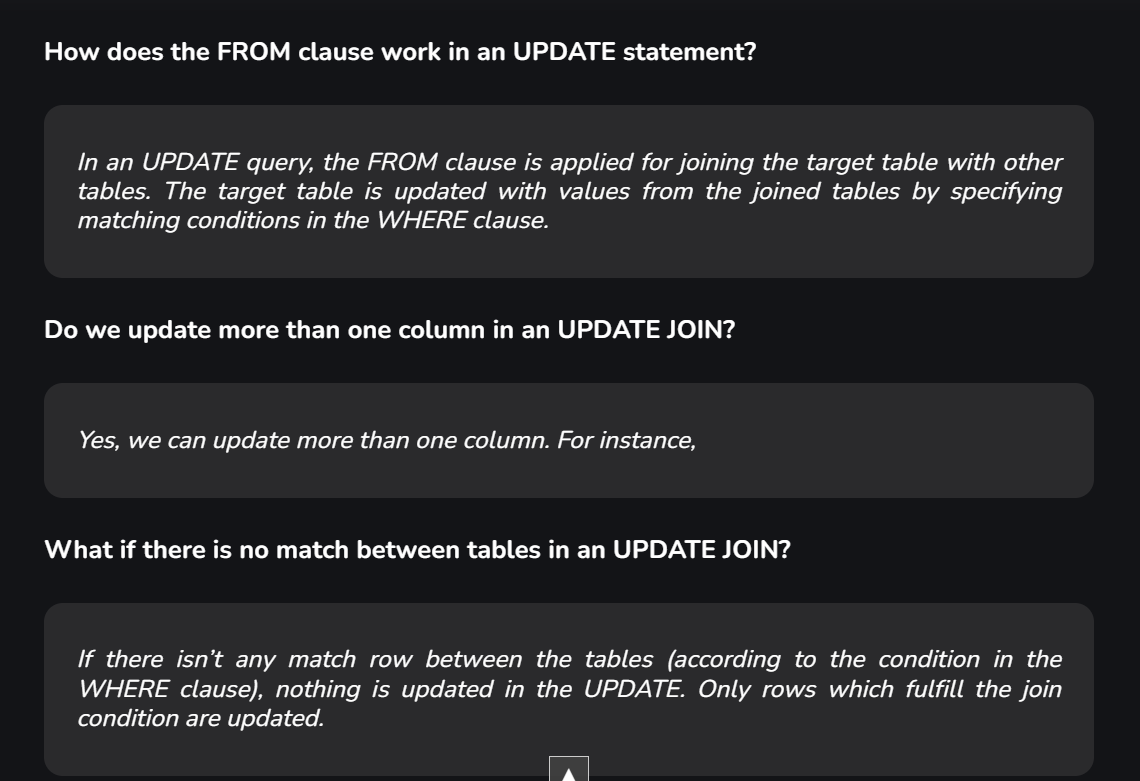 How does the FROM clause work in an UPDATE statement?
In an UPDATE query, the FROM clause is applied for joining the target table with other
tables. The target table is updated with values from the joined tables by specifying
matching conditions in the WHERE clause.
Do we update more than one column in an UPDATE JOIN?
Yes, we can update more than one column. For instance,
What if there is no match between tables in an UPDATE JOIN?
If there isn’t any match row between the tables (according to the condition in the
WHERE clause), nothing is updated in the UPDATE. Only rows which fulfill the join
condition are updated.